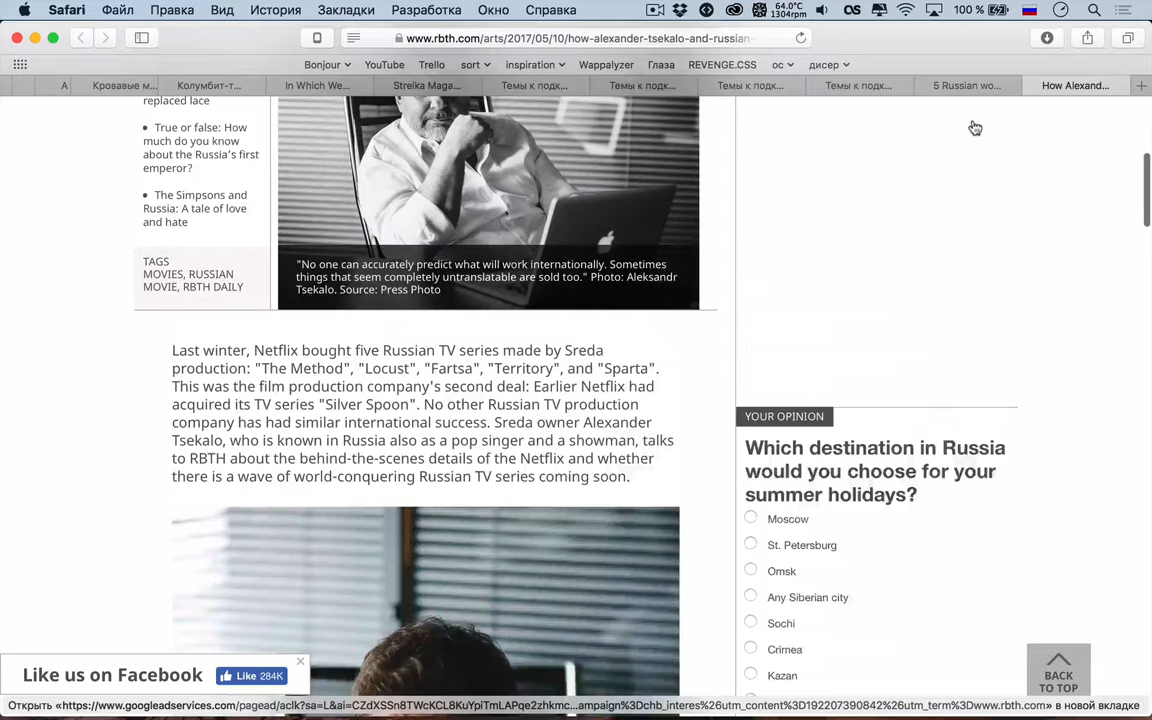 Safari Файл Правка Вид История Закладки Разработка Окно Справка 64.0°C 1304rpm 100 %
www.rbth.com/arts/2017/05/10/how-alexander-tsekalo-and-russian-
Bonjour YouTube Trello sort inspiration Wappalyzer Глаза REVENGE.CSS ос дисер
A Кровавые м... Колумбит-т... In Which We... Strelka Maga... Темы к подк... Темы к подк... Темы к подк... Темы к подк... 5 Russian wo... How Alexand...
replaced lace
• True or false: How
much do you know
about the Russia's first
emperor?
• The Simpsons and
Russia: A tale of love
and hate
TAGS
MOVIES, RUSSIAN
MOVIE, RBTH DAILY
"No one can accurately predict what will work internationally. Sometimes
things that seem completely untranslatable are sold too." Photo: Aleksandr
Tsekalo. Source: Press Photo
Last winter, Netflix bought five Russian TV series made by Sreda
production: "The Method", "Locust", "Fartsa", "Territory", and "Sparta".
This was the film production company's second deal: Earlier Netflix had
acquired its TV series "Silver Spoon". No other Russian TV production
company has had similar international success. Sreda owner Alexander
Tsekalo, who is known in Russia also as a pop singer and a showman, talks
to RBTH about the behind-the-scenes details of the Netflix and whether
there is a wave of world-conquering Russian TV series coming soon.
YOUR OPINION
Which destination in Russia
would you choose for your
summer holidays?
Moscow
St. Petersburg
Omsk
Any Siberian city
Sochi
Crimea
Kazan
BACK
TO TOP
Like us on Facebook Like 284K
Открыть «https://www.googleadservices.com/pagead/aclk?sa=L&ai=CZdXSSn8TWcKCL8KuYpiTmLAPqe2zhkmc...ampaign%3Dchb_interes%26utm_content%3D192207390842%26utm_term%3Dwww.rbth.com» в новой вкладке